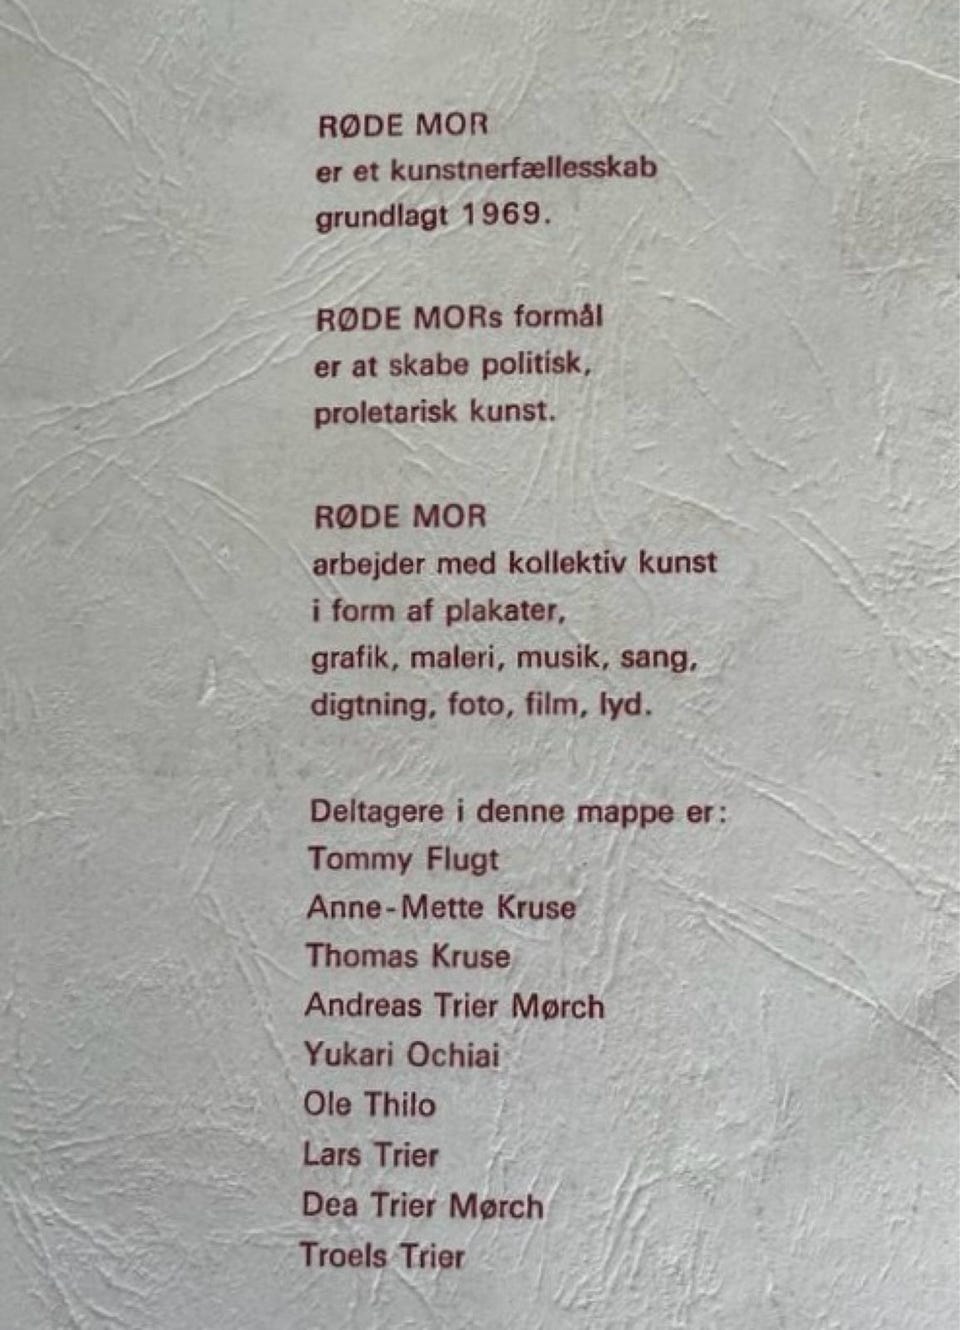 RØDE MOR
er et kunstnerfællesskab
grundlagt 1969.
RØDE MORs formål
er at skabe politisk,
proletarisk kunst.
RØDE MOR
arbejder med kollektiv kunst
i form af plakater,
grafik, maleri, musik, sang,
digtning, foto, film, lyd.
Deltagere i denne mappe er:
Tommy Flugt
Anne-Mette Kruse
Thomas Kruse
Andreas Trier Mørch
Yukari Ochiai
Ole Thilo
Lars Trier
Dea Trier Mørch
Troels Trier